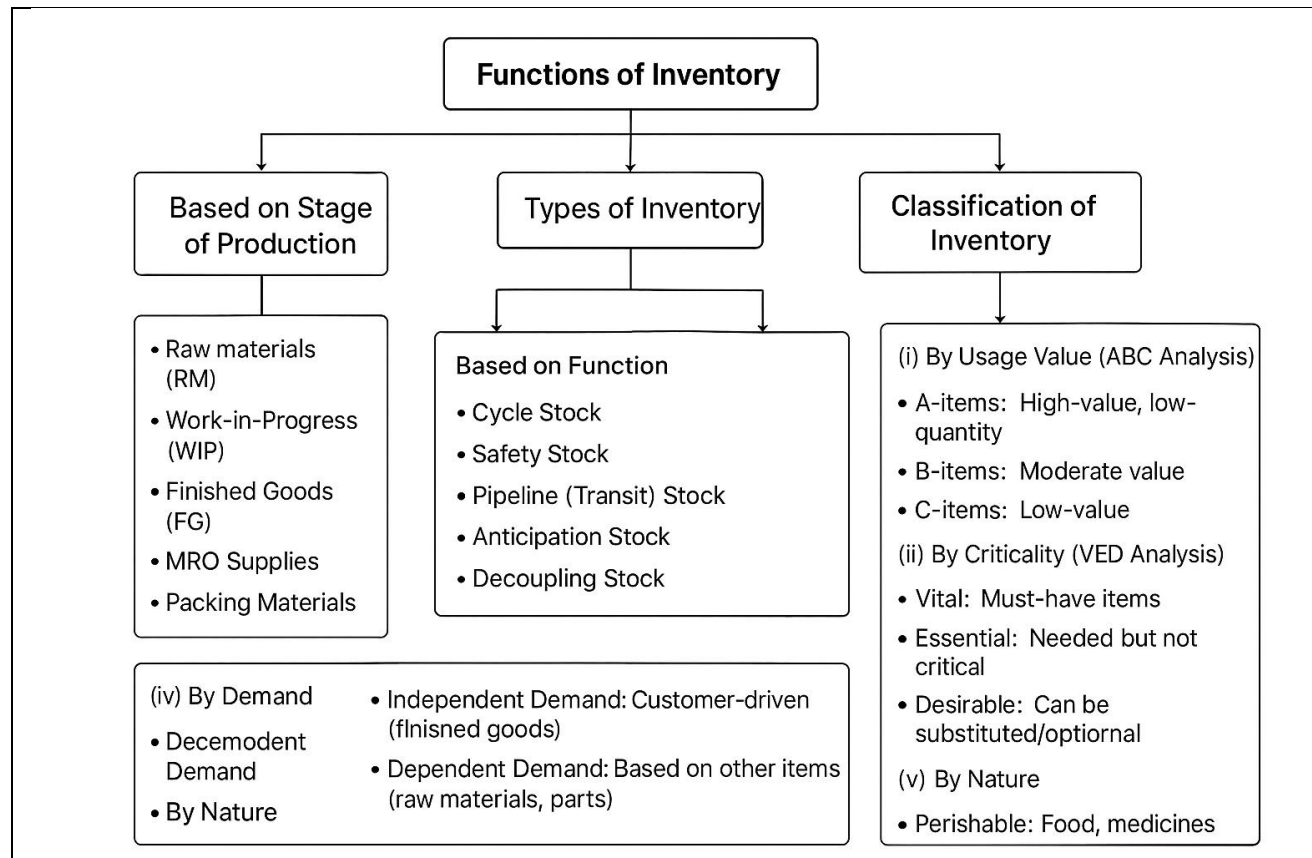 Functions of Inventory
Based on Stage
of Production
• Raw materials
(RM)
• Work-in-Progress
(WIP)
• Finished Goods
(FG)
• MRO Supplies
• Packing Materials
Types of Inventory
Based on Function
• Cycle Stock
• Safety Stock
• Pipeline (Transit) Stock
• Anticipation Stock
• Decoupling Stock
Classification of
Inventory
(i) By Usage Value (ABC Analysis)
• A-items: High-value, low-
quantity
• B-items: Moderate value
• C-items: Low-value
(ii) By Criticality (VED Analysis)
• Vital: Must-have items
• Essential: Needed but not
critical
• Desirable: Can be
substituted/optiornal
(v) By Nature
• Perishable: Food, medicines
(iv) By Demand
• Decemodent
Demand
• By Nature
• Independent Demand: Customer-driven
(flnisned goods)
• Dependent Demand: Based on other items
(raw materials, parts)